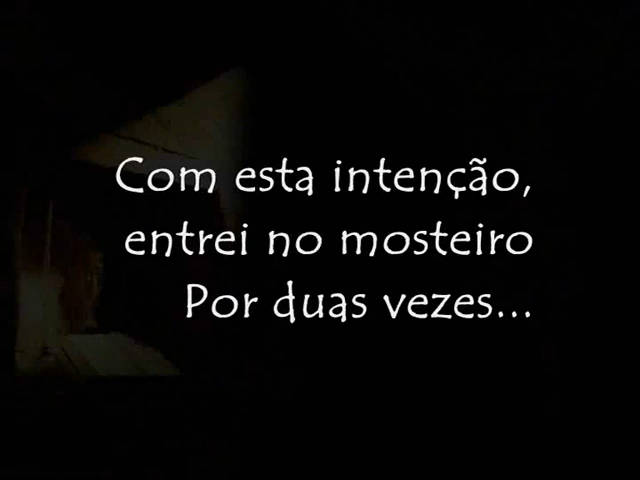 Com esta intenção,
entrei no mosteiro
Por duas vezes...